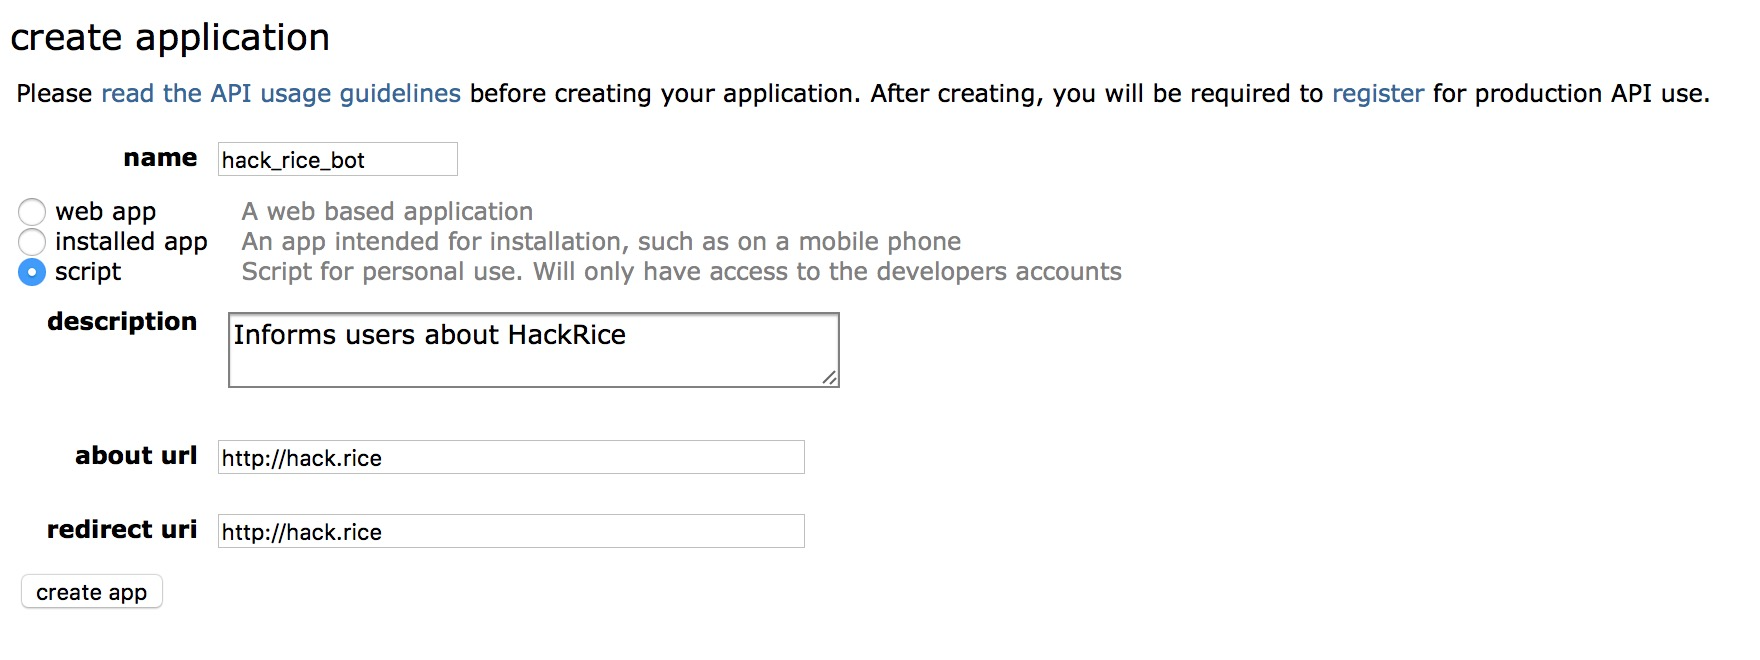 create application
Please read the API usage guidelines before creating your application. After creating, you will be required to register for production API use.
name hack_rice_bot
web app A web based application
installed app An app intended for installation, such as on a mobile phone
script Script for personal use. Will only have access to the developers accounts
description Informs users about HackRice
about url http://hack.rice
redirect uri http://hack.rice
create app